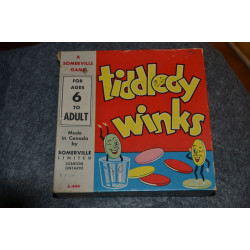 A
SOMERVILLE
GAME
FOR
AGES
6
TO
ADULT
Made
in Canada
by
SOMERVILLE
LIMITED
LONDON
ONTARIO
tiddledy
winks